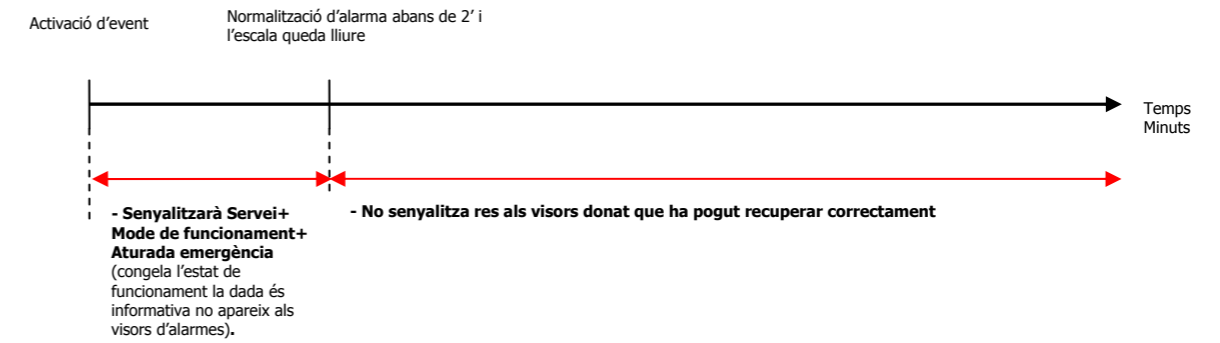 Activació d’event
Normalització d’alarma abans de 2’ i
l’escala queda lliure
Temps
Minuts
- Senyalitzarà Servei+
Mode de funcionament+
Aturada emergència
(congela l’estat de
funcionament la dada és
informativa no apareix als
visors d’alarmes).
- No senyalitza res als visors donat que ha pogut recuperar correctament